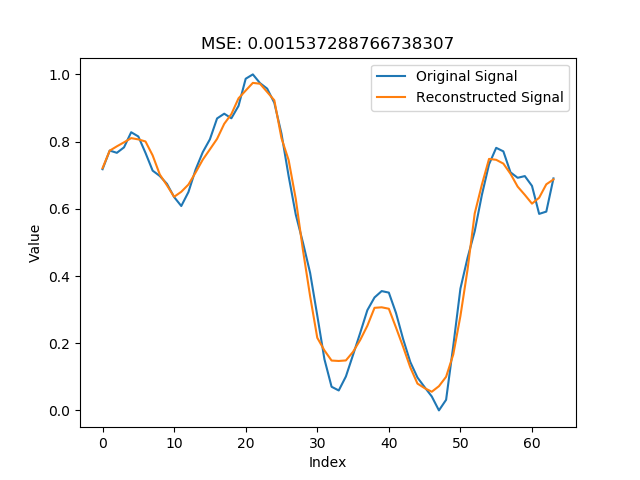 MSE: 0.001537288766738307
Original Signal
Reconstructed Signal
1.0
0.8
0.6
0.4
0.2
0.0
Value
0 10 20 30 40 50 60
Index